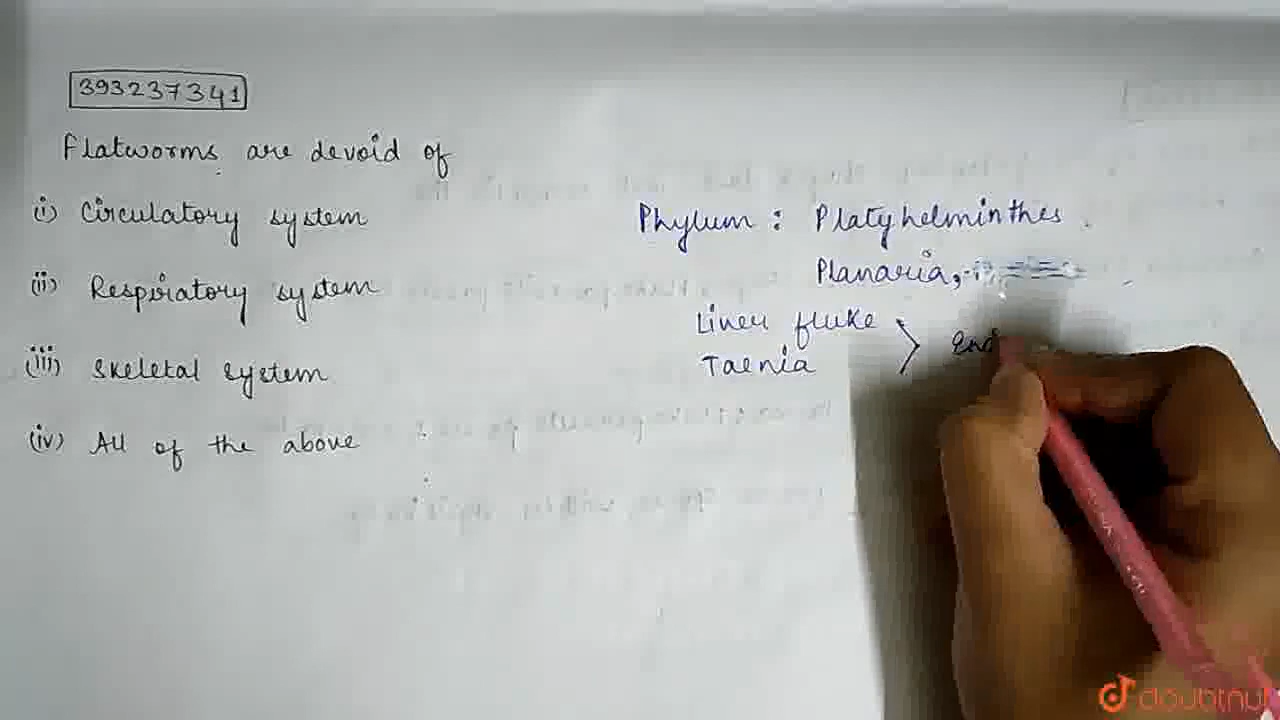 393237341
Flatworms are devoid of
(i) Circulatory system
(ii) Respiratory system
(iii) Skeletal system
(iv) All of the above
Phylum : Platyhelminthes
Planaria,
Liver fluke
Taenia
End
doubtnut